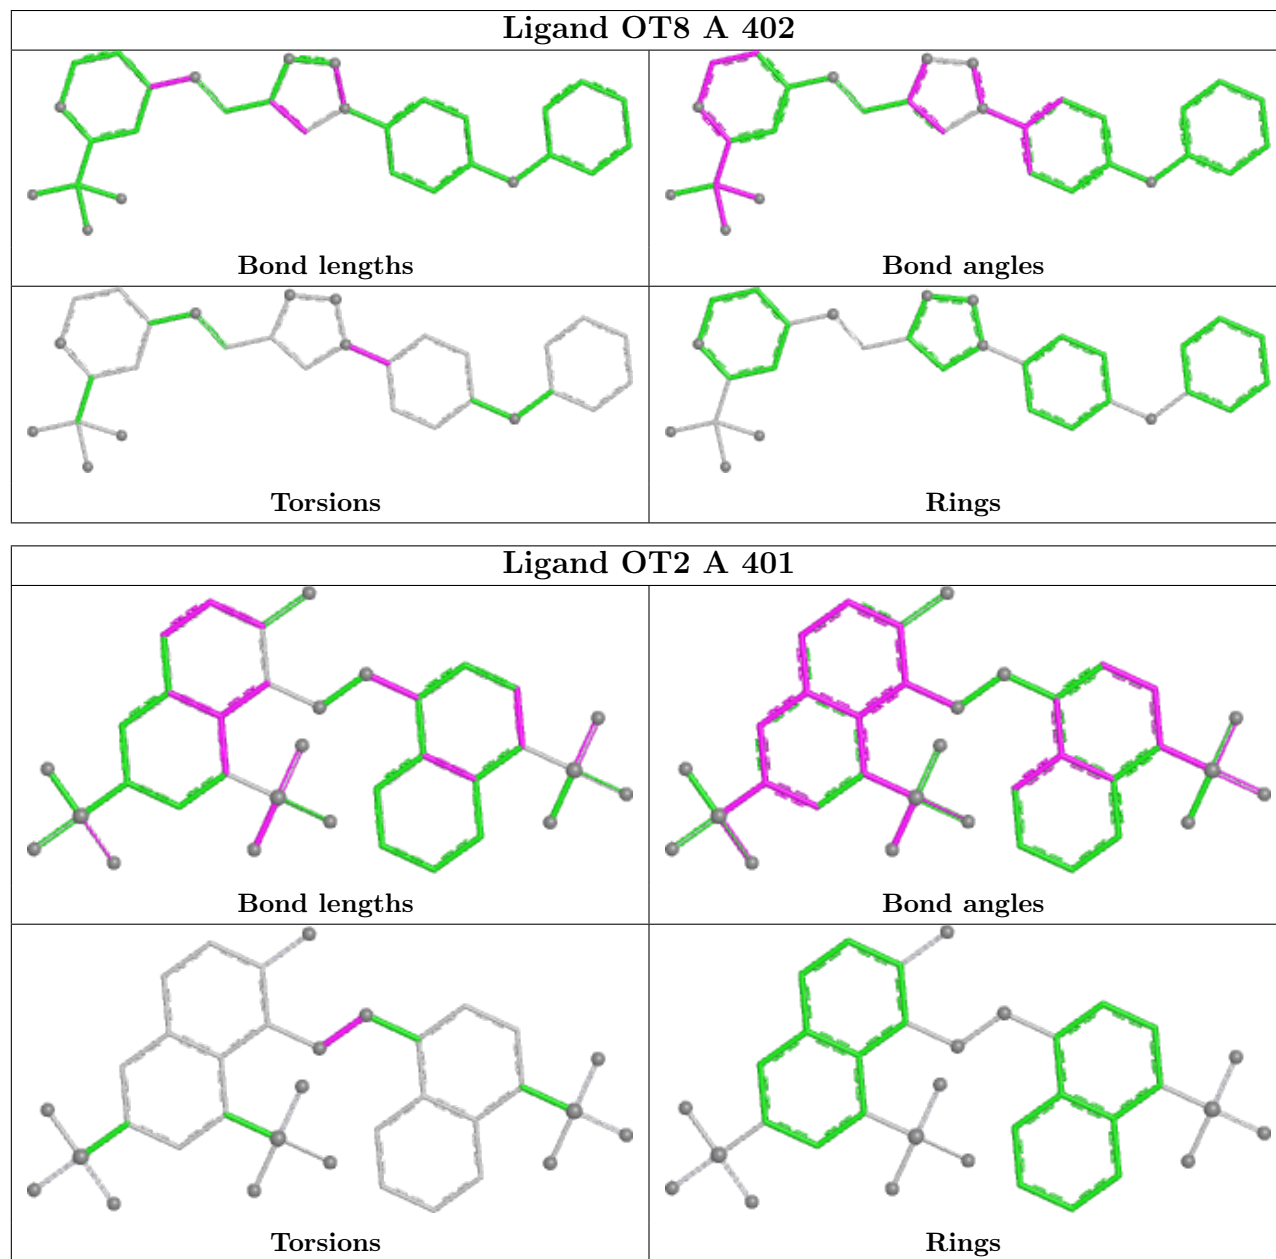 Ligand OT8 A 402
Bond lengths
Bond angles
Torsions
Rings
Ligand OT2 A 401
Bond lengths
Bond angles
Torsions
Rings